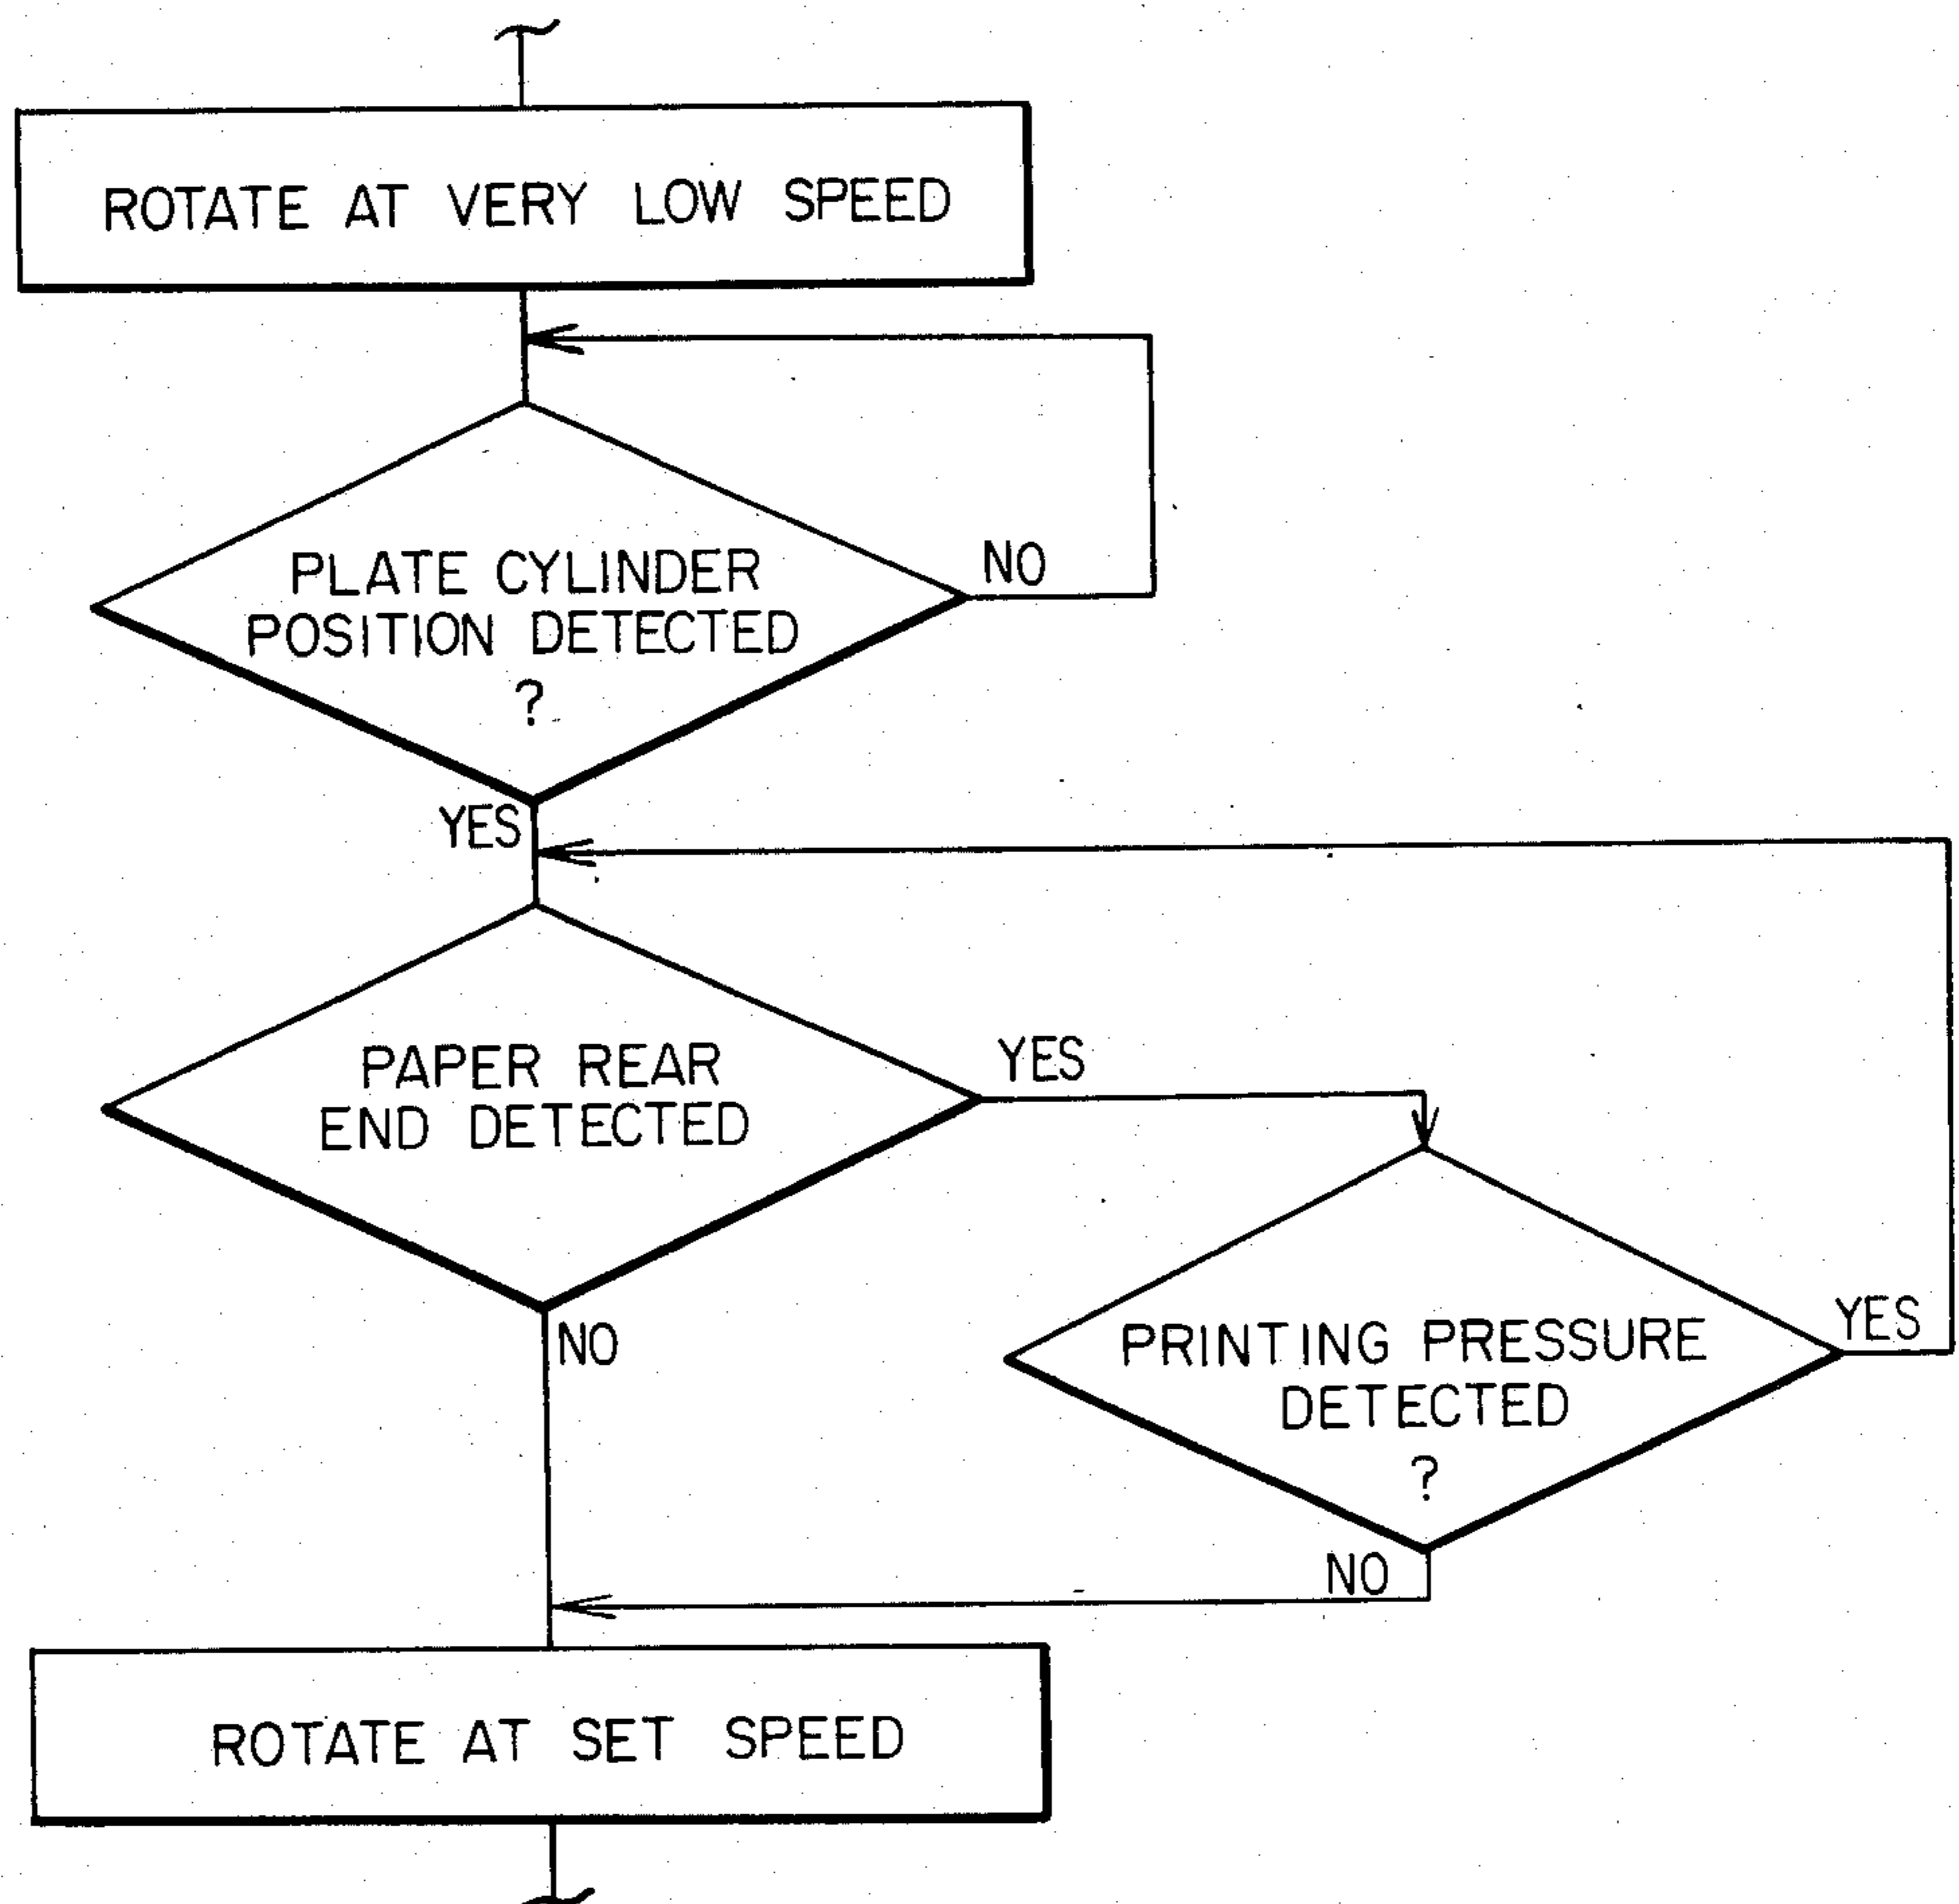 ROTATE AT VERY LOW SPEED
NO
PLATE CYLINDER
POSITION DETECTED
?
YES
YES
PAPER REAR
END DETECTED
NO
YES
PRINTING PRESSURE
DETECTED
?
NO
ROTATE AT SET SPEED